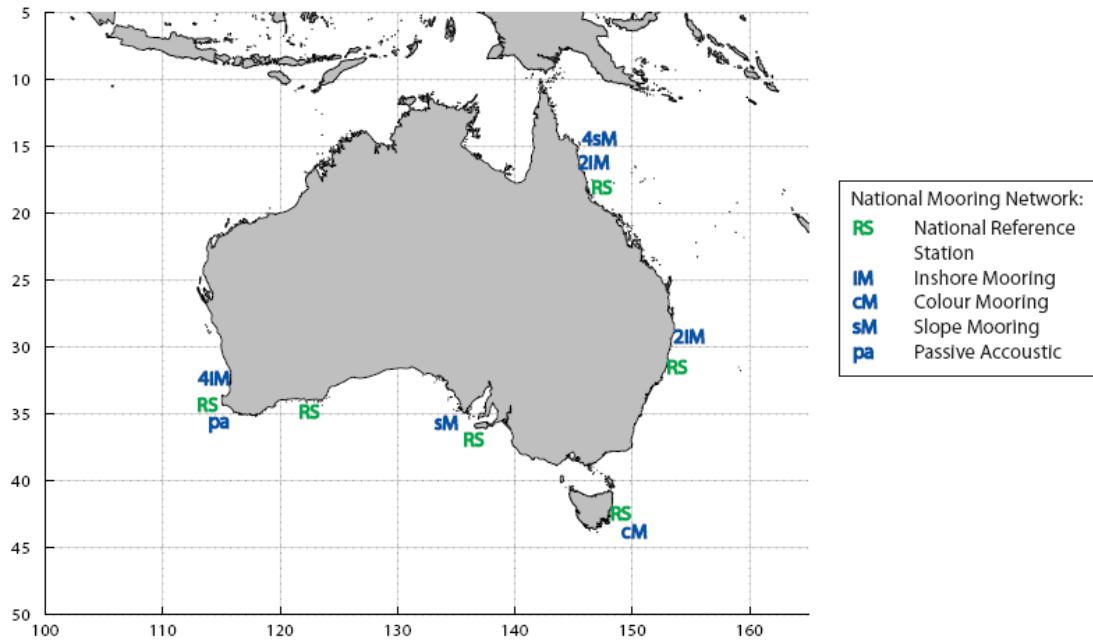 5
10
15
20
25
30
35
40
45
50
100
110
120
130
140
150
160
4sM
2IM
RS
2IM
RS
4IM
RS
pa
RS
sM
RS
RS
cM
National Mooring Network:
RS National Reference
Station
IM Inshore Mooring
cM Colour Mooring
sM Slope Mooring
pa Passive Accoustic